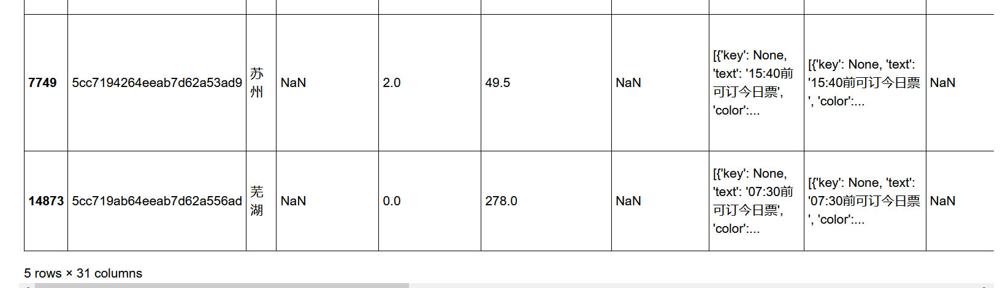 7749 5cc7194264eeab7d62a53ad9 苏州 NaN 2.0 49.5 NaN [{'key': None, 'text': '15:40前可订今日票', 'color':... [{'key': None, 'text': '15:40前可订今日票', 'color':... NaN
14873 5cc719ab64eeab7d62a556ad 芜湖 NaN 0.0 278.0 NaN [{'key': None, 'text': '07:30前可订今日票', 'color':... [{'key': None, 'text': '07:30前可订今日票', 'color':... NaN
5 rows × 31 columns